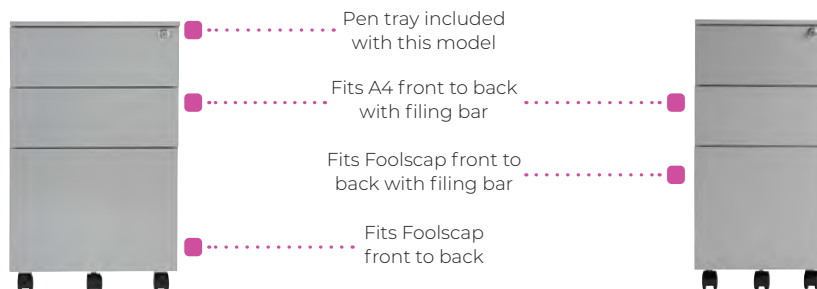 Pen tray included
with this model
Fits A4 front to back
with filing bar
Fits Foolscap front to
back with filing bar
Fits Foolscap
front to back